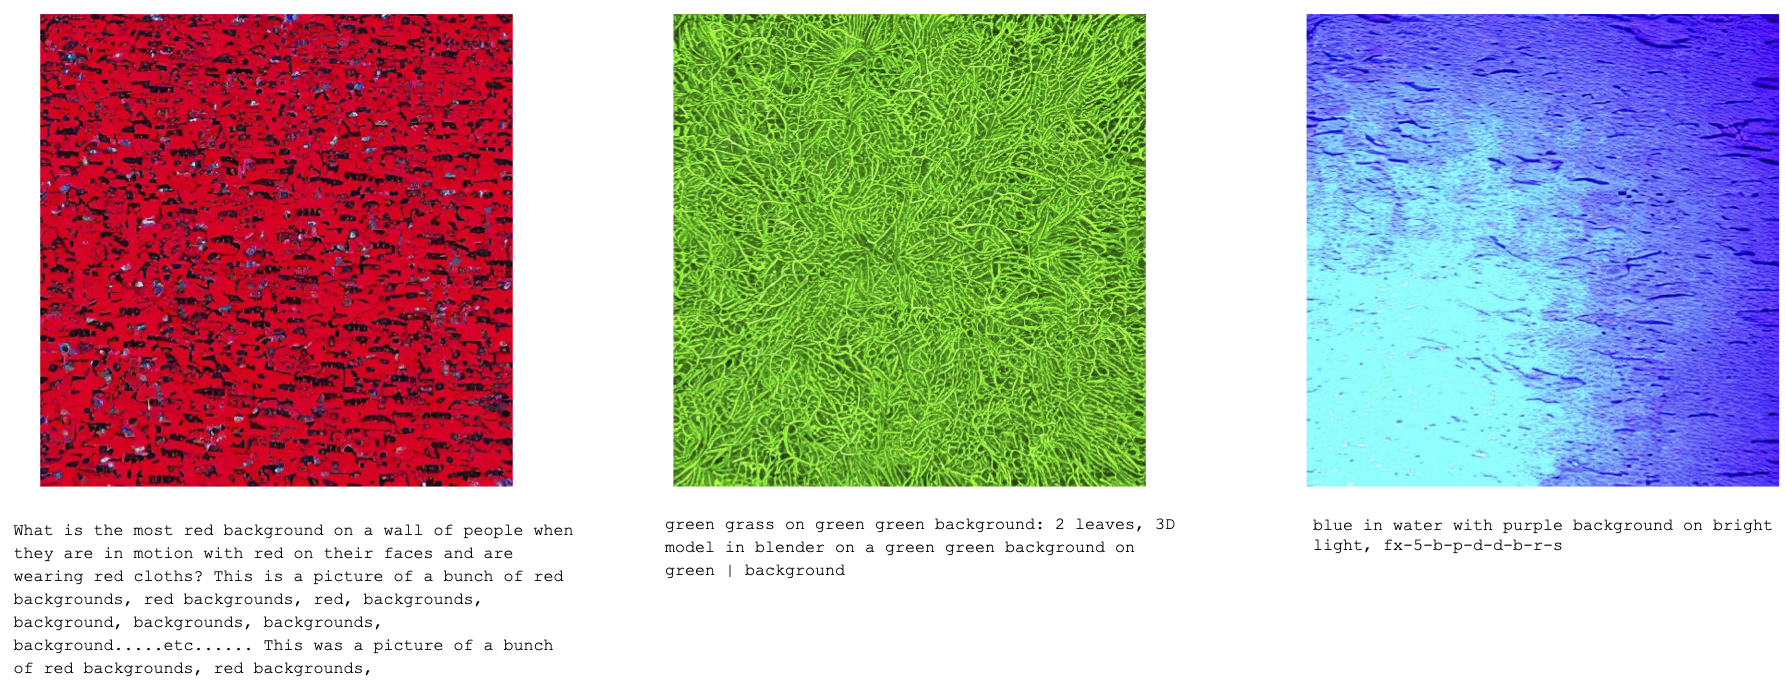 What is the most red background on a wall of people when
they are in motion with red on their faces and are
wearing red cloths? This is a picture of a bunch of red
backgrounds, red backgrounds, red, backgrounds,
background, backgrounds, backgrounds,
background.....etc...... This was a picture of a bunch
of red backgrounds, red backgrounds,
green grass on green green background: 2 leaves, 3D
model in blender on a green green background on
green | background
blue in water with purple background on bright
light, fx-5-b-p-d-d-b-r-s